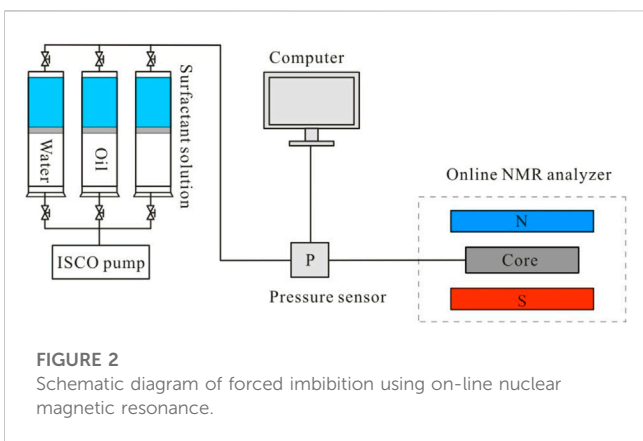 Computer
Water
Oil
Surfactant solution
Online NMR analyzer
N
ISCO pump
P
Core
Pressure sensor
S
FIGURE 2
Schematic diagram of forced imbibition using on-line nuclear
magnetic resonance.